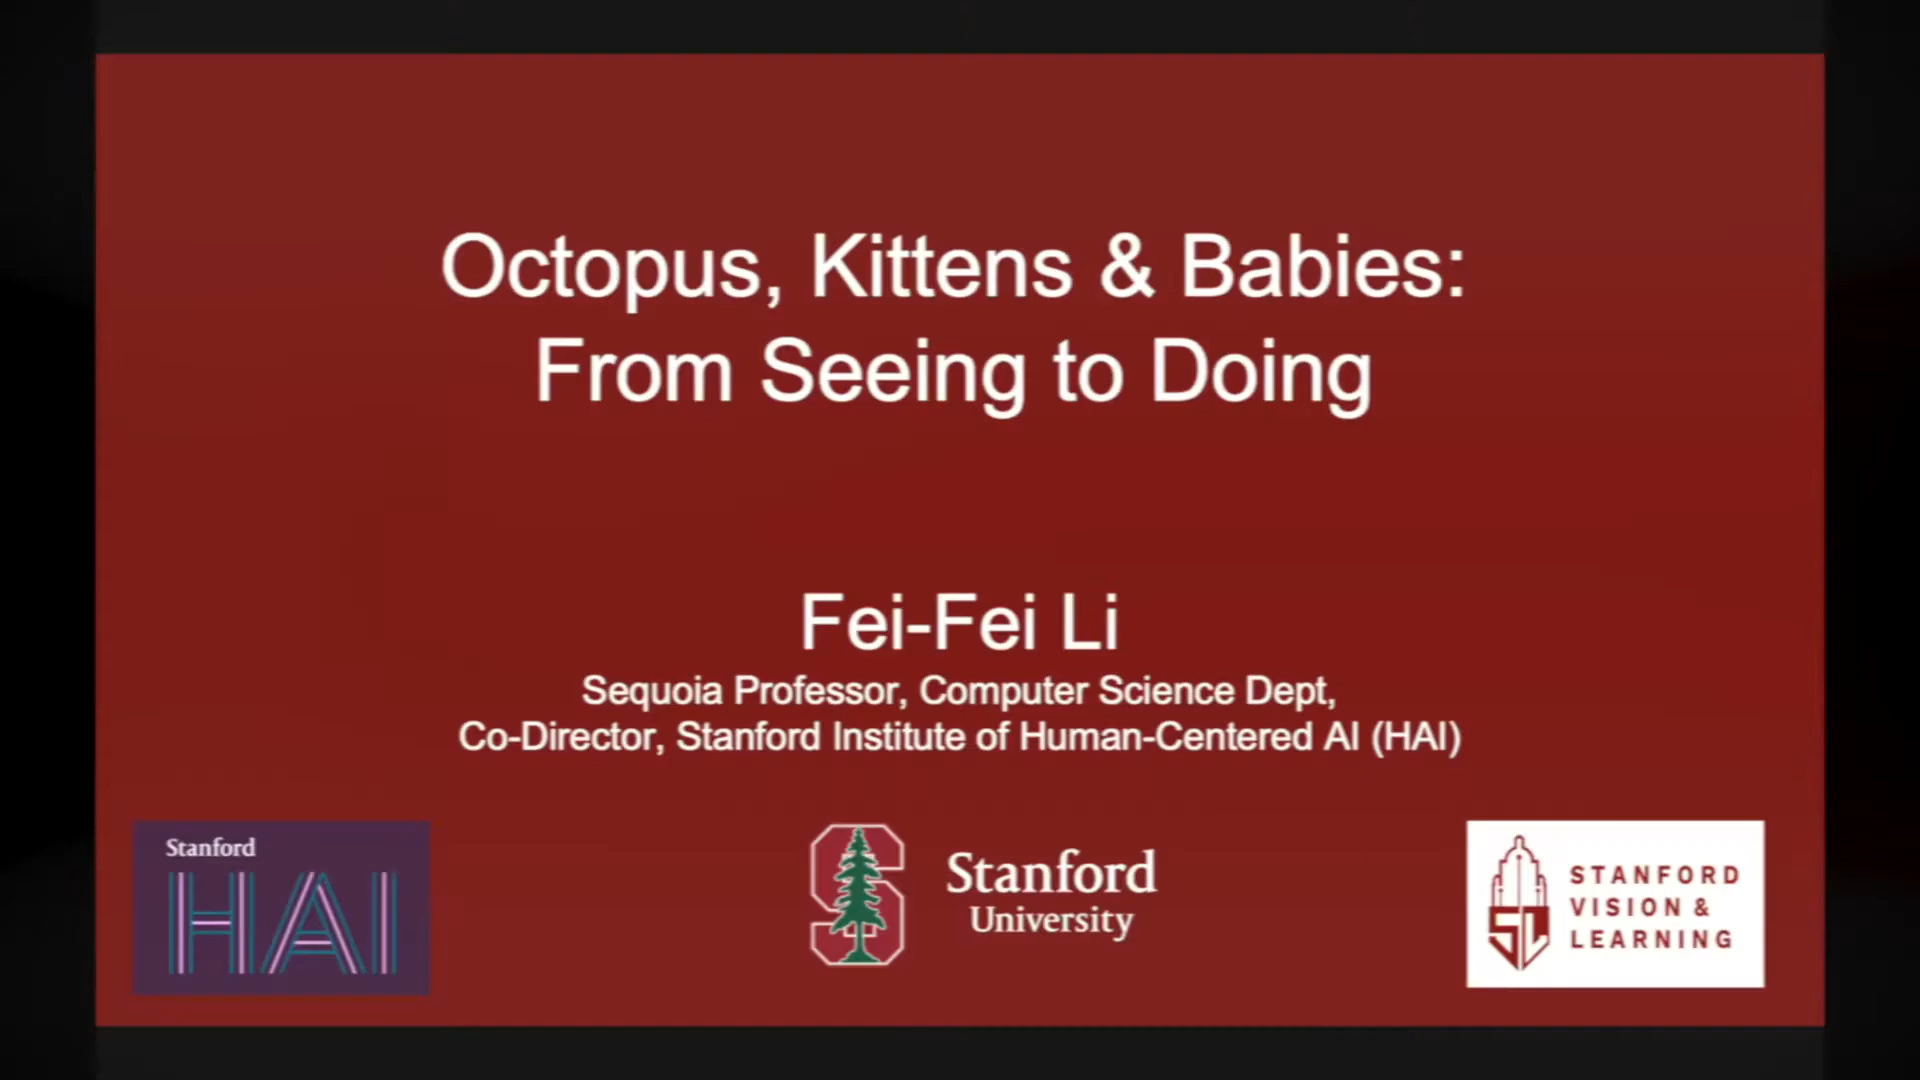 Octopus, Kittens & Babies:
From Seeing to Doing
Fei-Fei Li
Sequoia Professor, Computer Science Dept,
Co-Director, Stanford Institute of Human-Centered AI (HAI)
Stanford
HAI
S
Stanford
University
SL
STANFORD
VISION &
LEARNING